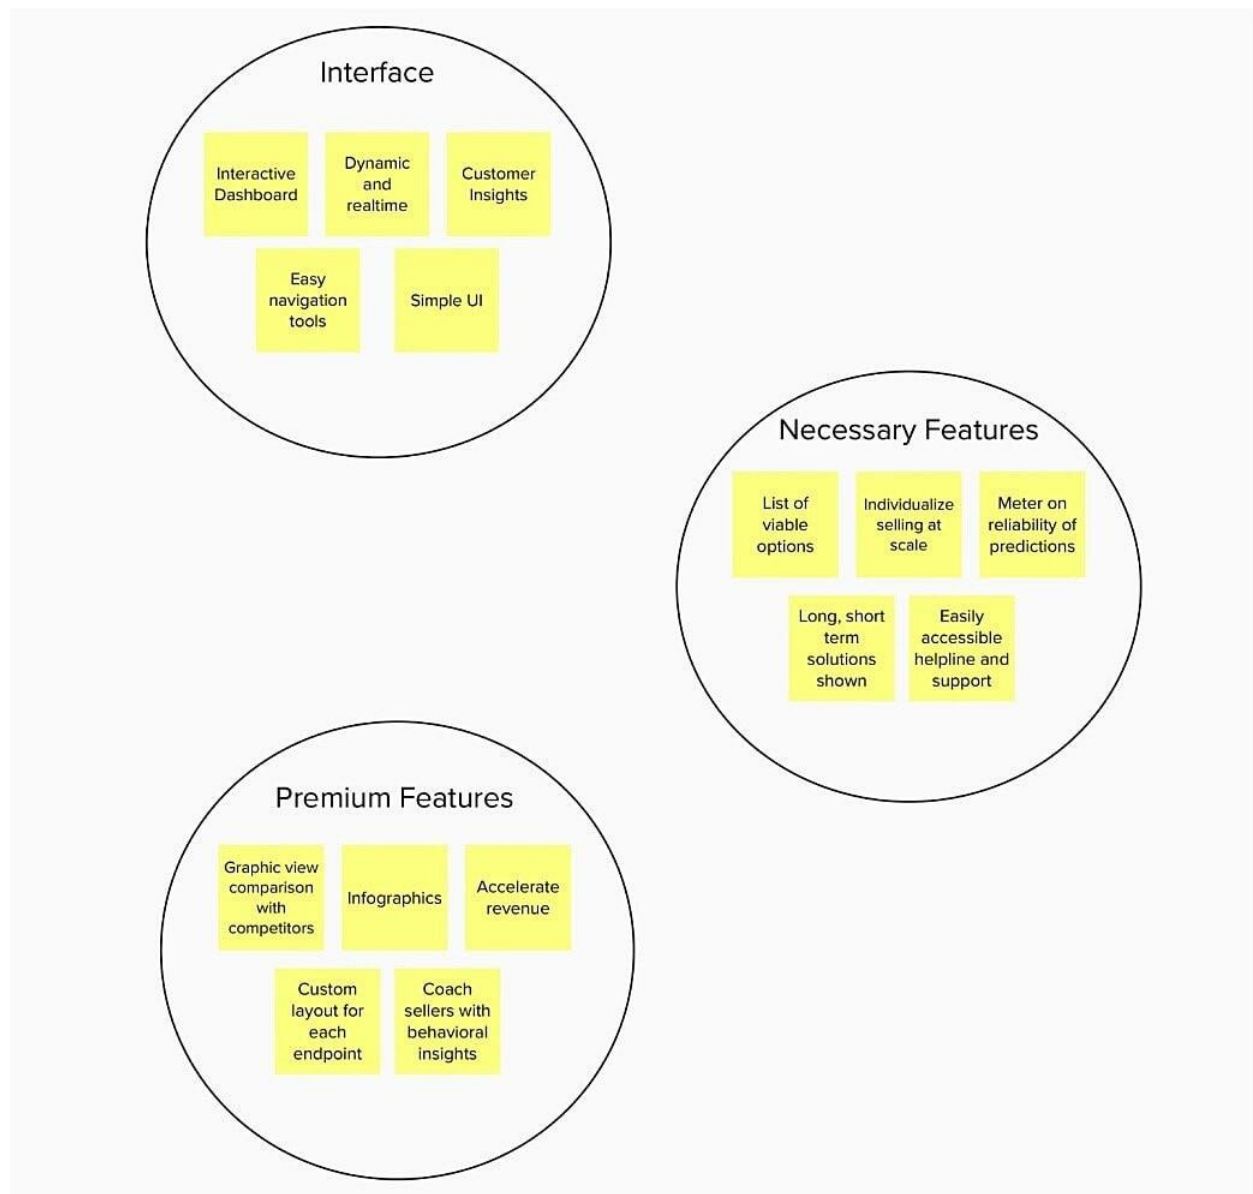 Interface
Interactive
Dashboard
Dynamic
and
realtime
Customer
Insights
Easy
navigation
tools
Simple UI
Necessary Features
List of
viable
options
Individualize
selling at
scale
Meter on
reliability of
predictions
Long, short
term
solutions
shown
Easily
accessible
helpline and
support
Premium Features
Graphic view
comparison
with
competitors
Infographics
Accelerate
revenue
Custom
layout for
each
endpoint
Coach
sellers with
behavioral
insights